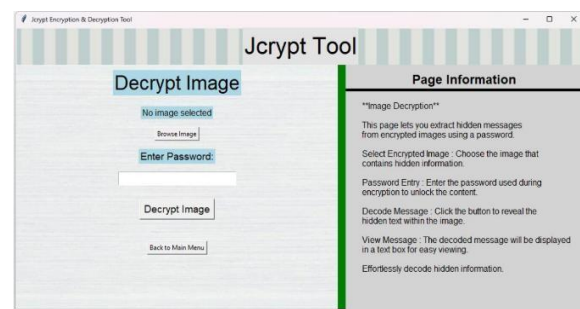 Jcrypt Encryption & Decryption Tool
Jcrypt Tool
Decrypt Image
No image selected
Browse Image
Enter Password:
Decrypt Image
Back to Main Menu
Page Information
**Image Decryption**
This page lets you extract hidden messages
from encrypted images using a password.
Select Encrypted Image : Choose the image that
contains hidden information.
Password Entry : Enter the password used during
encryption to unlock the content.
Decode Message : Click the button to reveal the
hidden text within the image.
View Message : The decoded message will be displayed
in a text box for easy viewing.
Effortlessly decode hidden information.